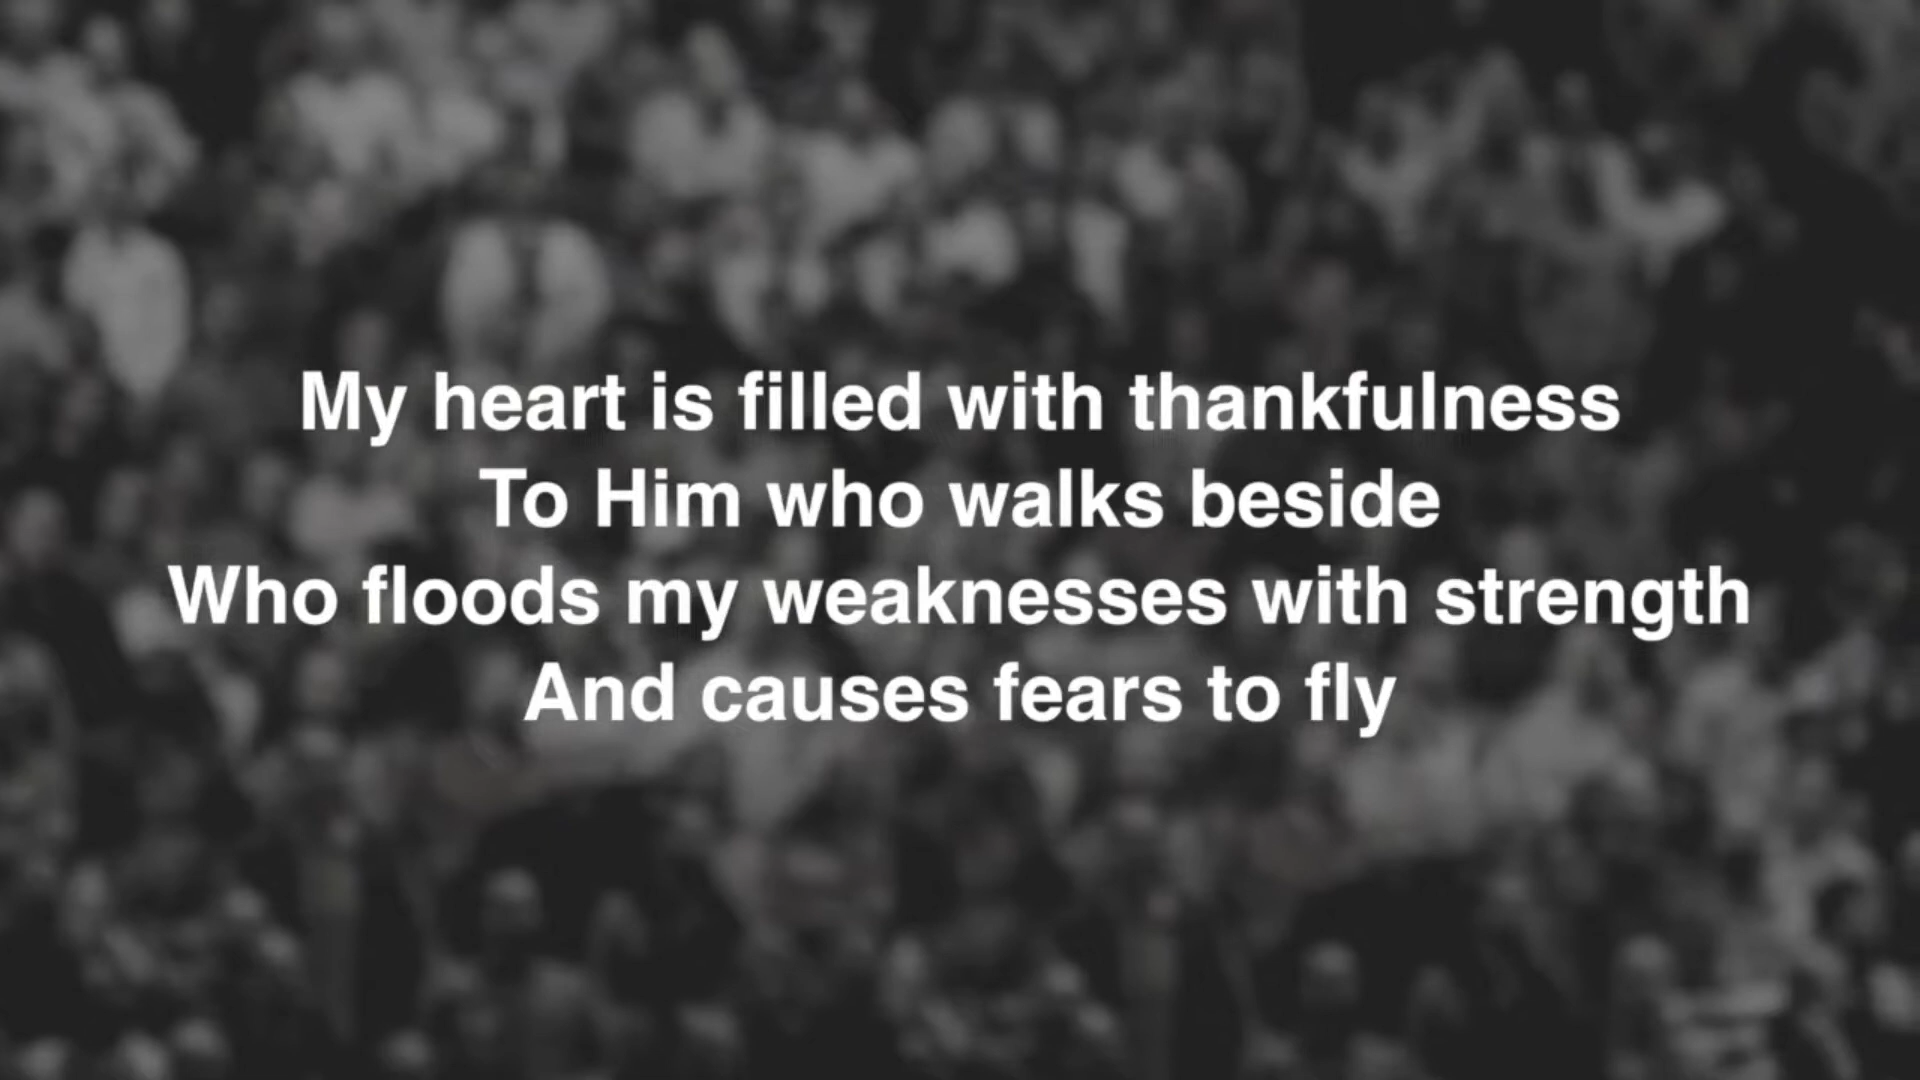 My heart is filled with thankfulness
To Him who walks beside
Who floods my weaknesses with strength
And causes fears to fly